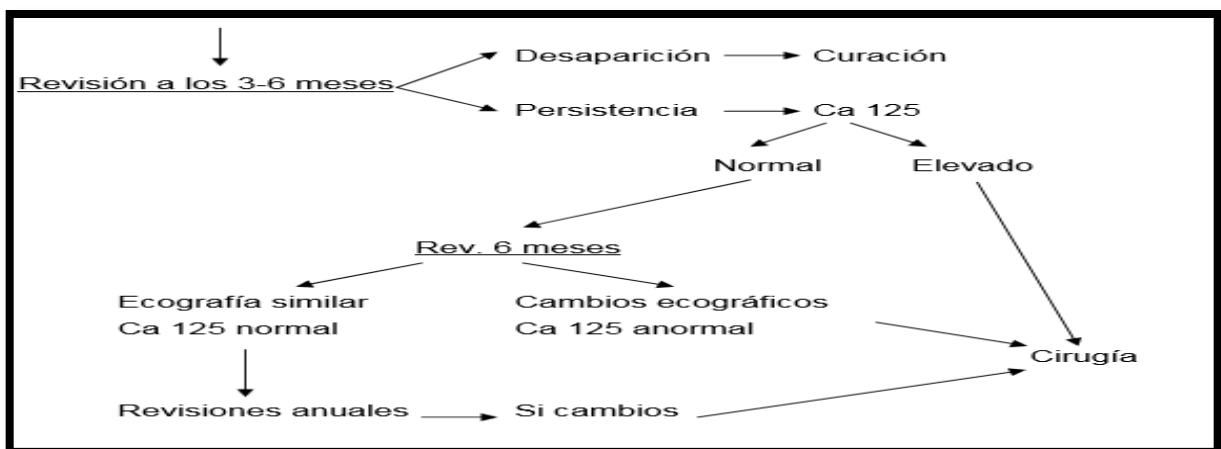 Desaparición
Curación
Revisión a los 3-6 meses
Persistencia
Ca 125
Normal
Elevado
Rev. 6 meses
Ecografía similar
Ca 125 normal
Cambios ecográficos
Ca 125 anormal
Cirugía
Revisiones anuales
Si cambios